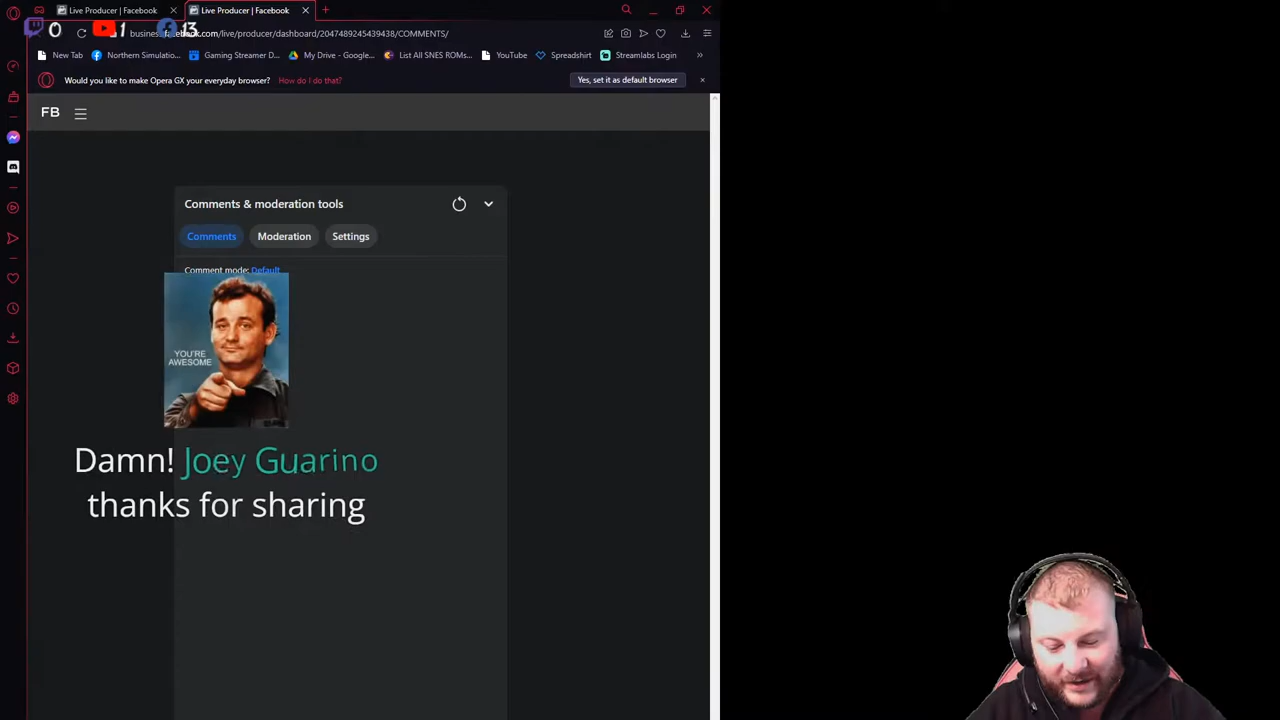 Live Producer | Facebook
Live Producer | Facebook
0
1
13
business.facebook.com/live/producer/dashboard/2047489245439438/COMMENTS/
New Tab
Northern Simulatio...
Gaming Streamer D...
My Drive - Google...
List All SNES ROMs...
YouTube
Spreadshirt
Streamlabs Login
Would you like to make Opera GX your everyday browser?
How do I do that?
Yes, set it as default browser
FB
Comments & moderation tools
Comments
Moderation
Settings
Comment mode: Default
YOU'RE
AWESOME
Damn! Joey Guarino
thanks for sharing